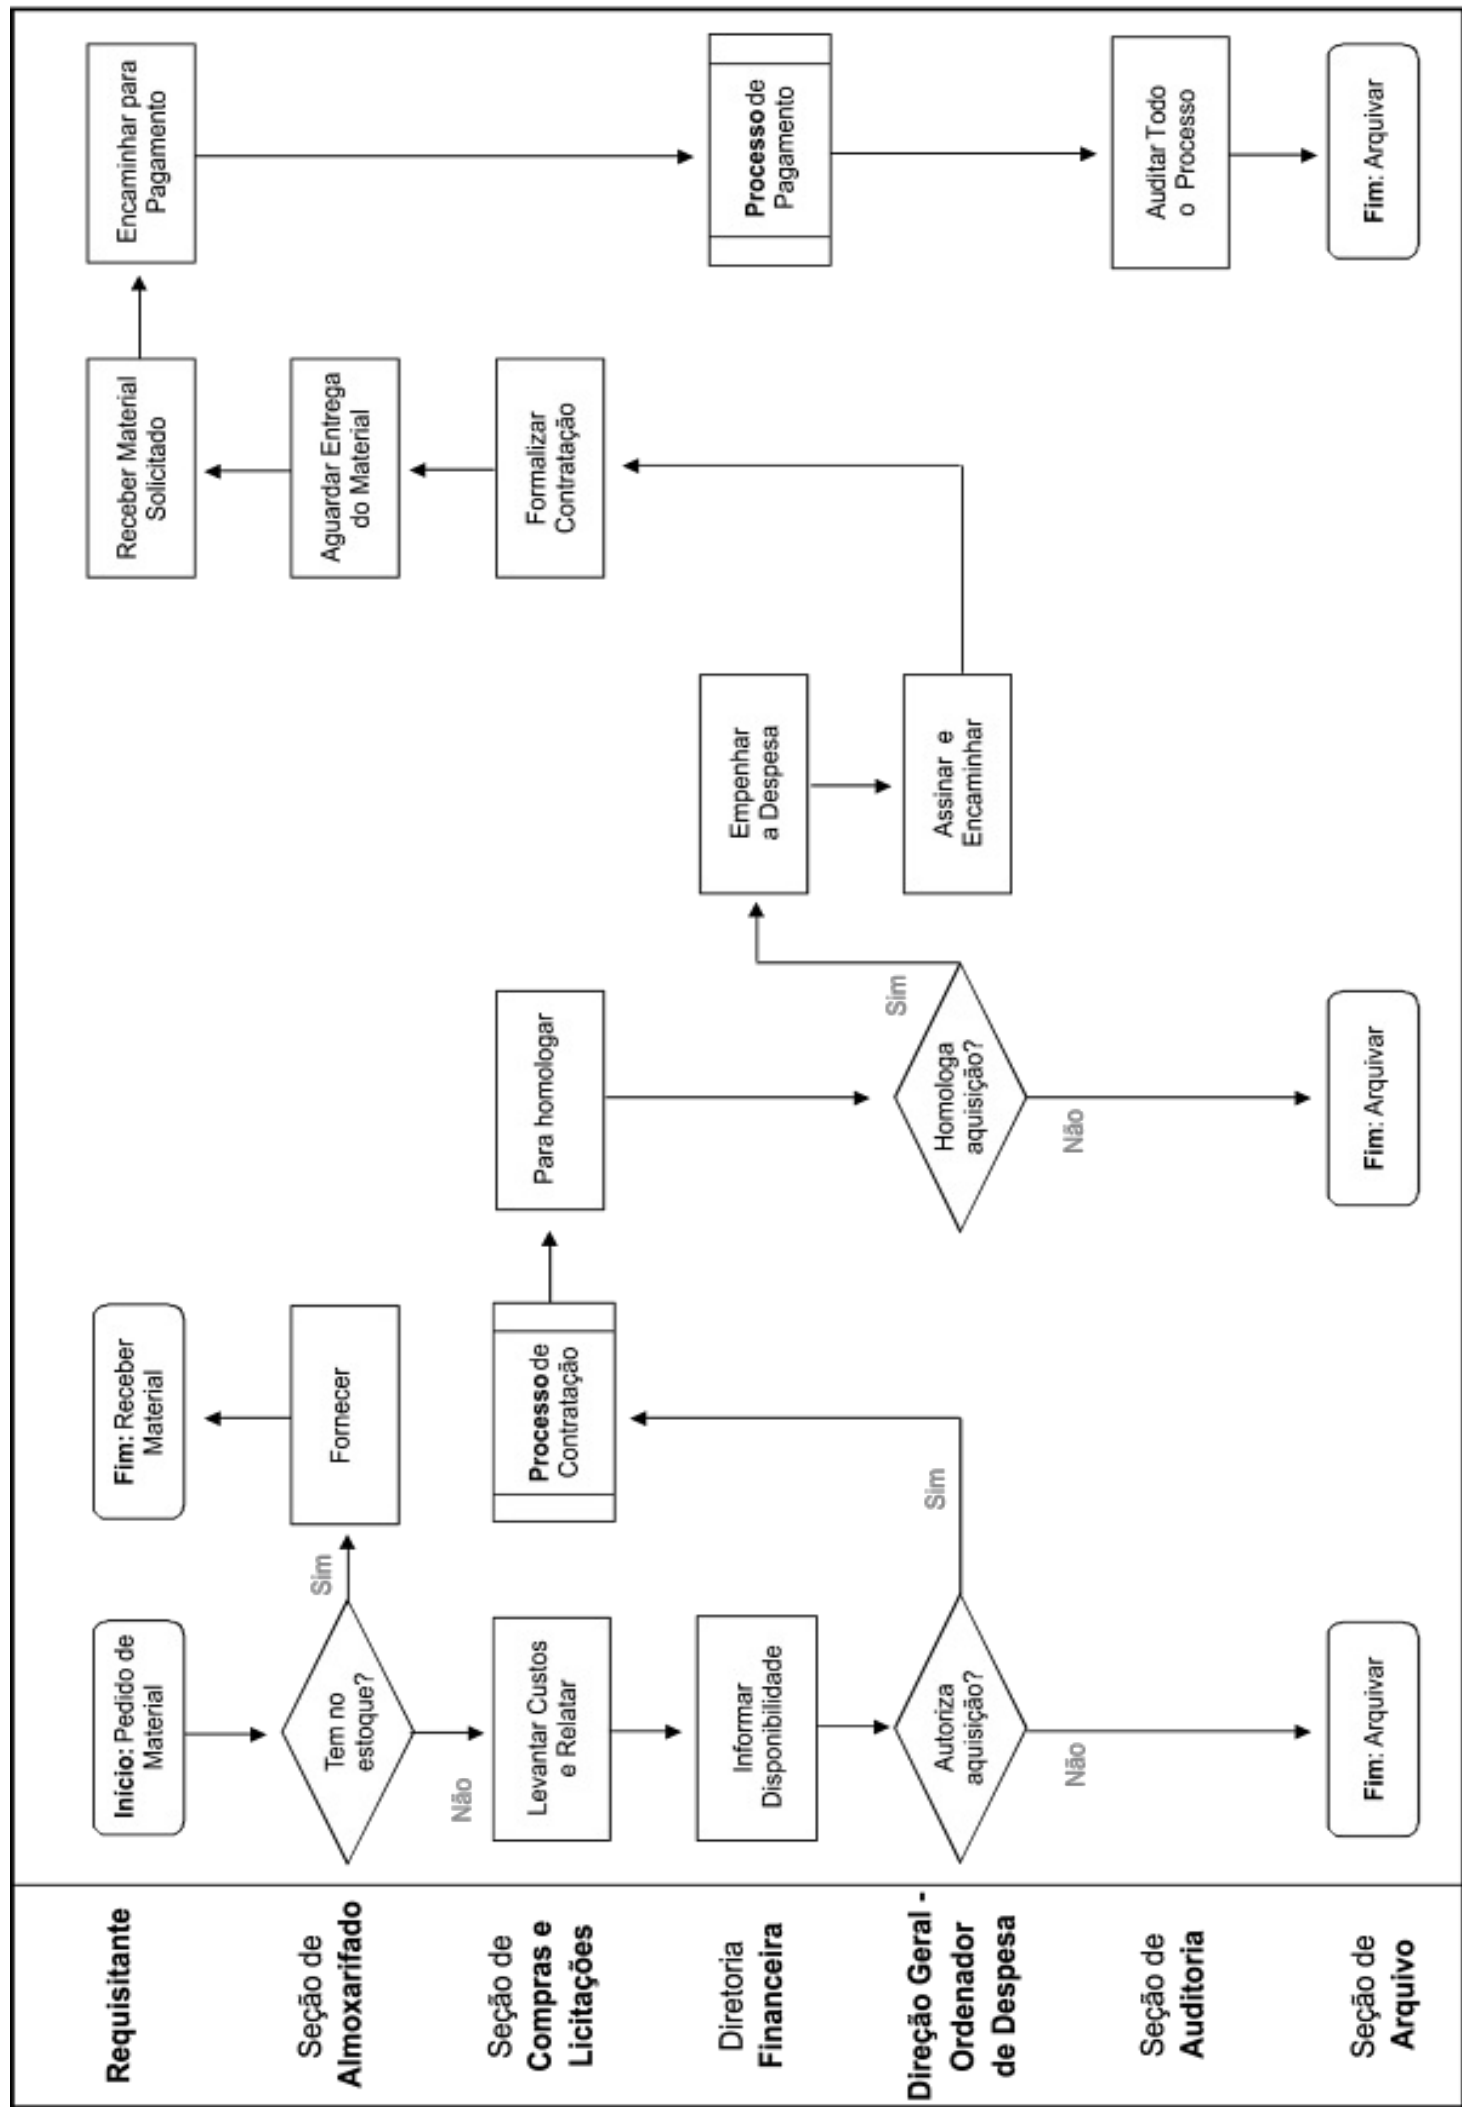 Requisitante
Início: Pedido de
Material
Fim: Receber
Material
Receber Material
Solicitado
Encaminhar para
Pagamento
Seção de
Almoxarifado
Tem no
estoque?
Sim
Não
Fornecer
Aguardar Entrega
do Material
Seção de
Compras e
Licitações
Levantar Custos
e Relatar
Processo de
Contratação
Para homologar
Formalizar
Contratação
Diretoria
Financeira
Informar
Disponibilidade
Empenhar
a Despesa
Processo de
Pagamento
Direção Geral -
Ordenador
de Despesa
Autoriza
aquisição?
Sim
Não
Homologa
aquisição?
Sim
Não
Assinar e
Encaminhar
Seção de
Auditoria
Auditar Todo
o Processo
Seção de
Arquivo
Fim: Arquivar
Fim: Arquivar
Fim: Arquivar